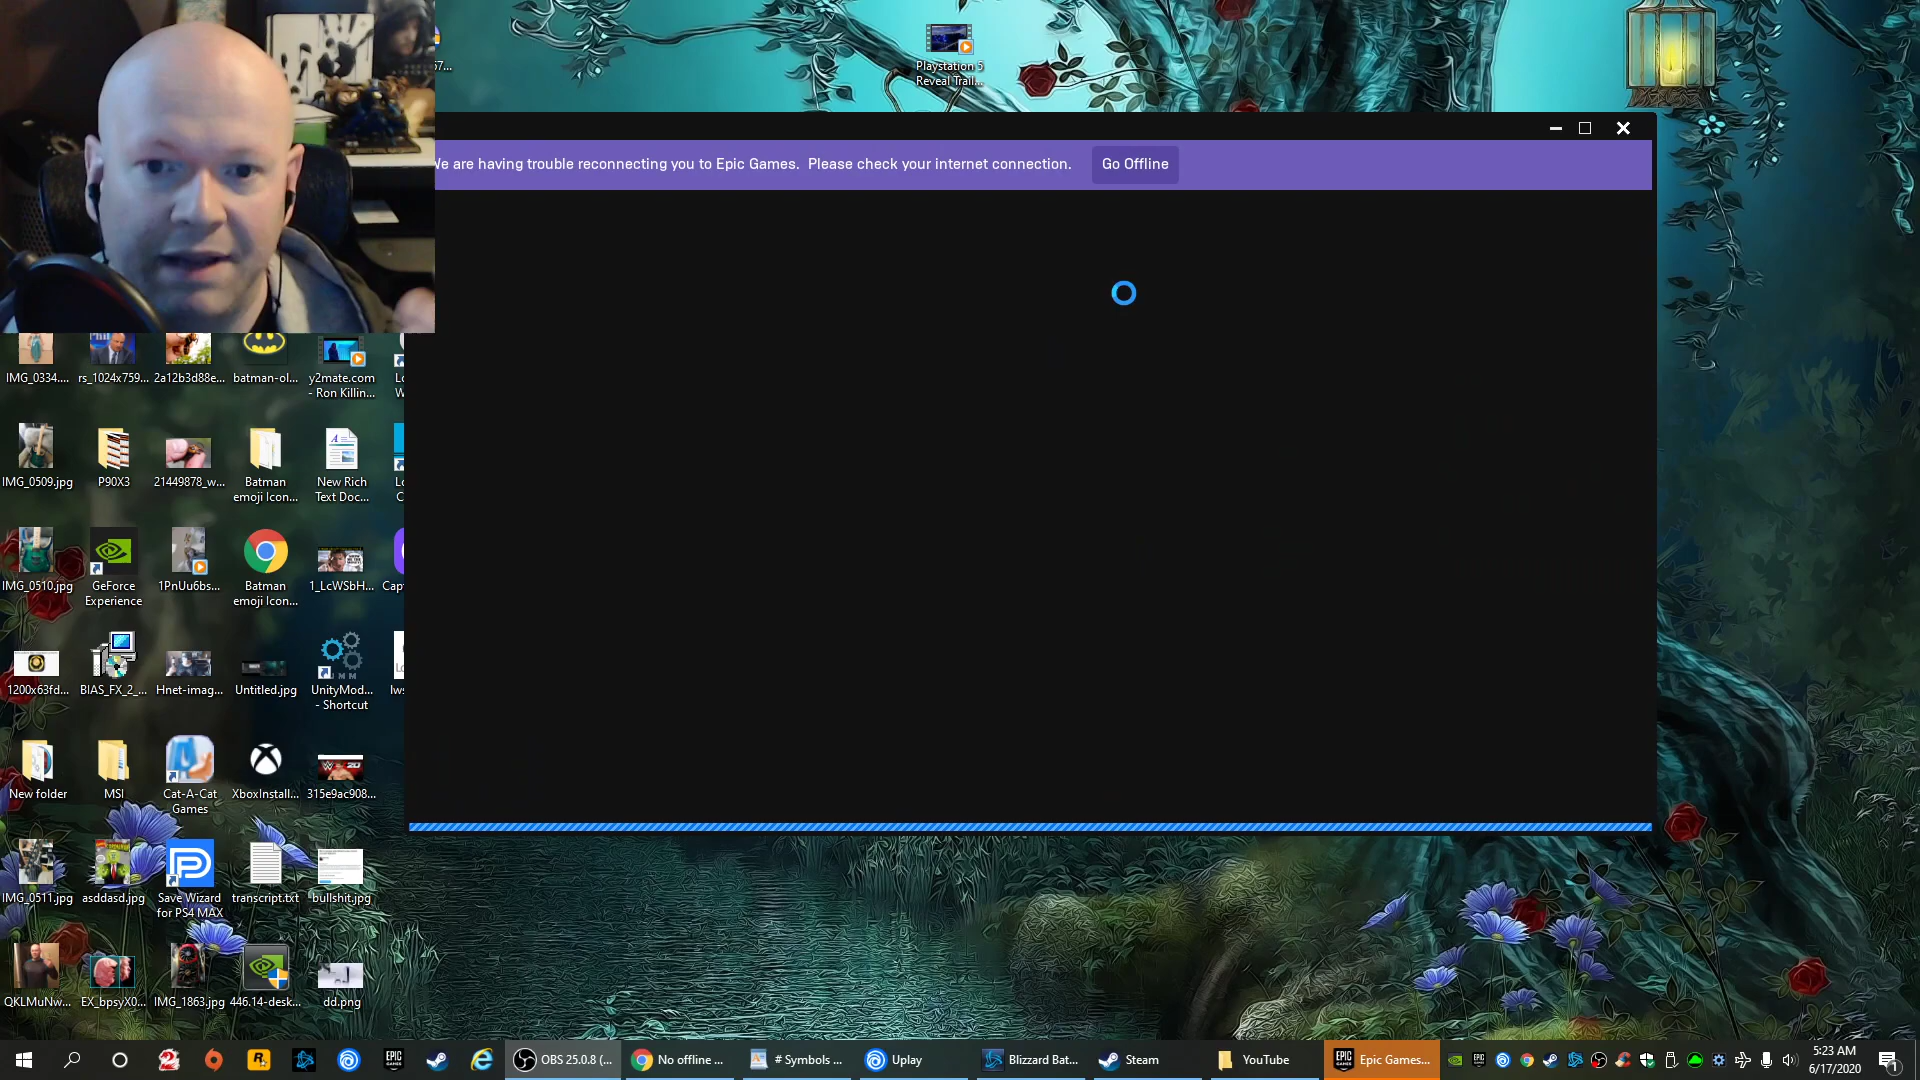 57...
Playstation 5
Reveal Trail...
We are having trouble reconnecting you to Epic Games. Please check your internet connection.
Go Offline
IMG_0334....
rs_1024x759...
2a12b3d88e...
batman-ol...
y2mate.com
- Ron Killin...
IMG_0509.jpg
P90X3
21449878_w...
Batman
emoji Icon...
New Rich
Text Doc...
IMG_0510.jpg
GeForce
Experience
1PnUu6bs...
Batman
emoji Icon...
1_LcWSbH...
Capt
1200x63fd...
BIAS_FX_2_...
Hnet-imag...
Untitled.jpg
UnityMod...
- Shortcut
New folder
MSI
Cat-A-Cat
Games
XboxInstall...
315e9ac908...
IMG_0511.jpg
asddasd.jpg
Save Wizard
for PS4 MAX
transcript.txt
bullshit.jpg
QKLMuNw...
EX_bpsyX0...
IMG_1863.jpg
446.14-desk...
dd.png
OBS 25.0.8 (...
No offline ...
# Symbols ...
Uplay
Blizzard Bat...
Steam
YouTube
Epic Games...
5:23 AM
6/17/2020